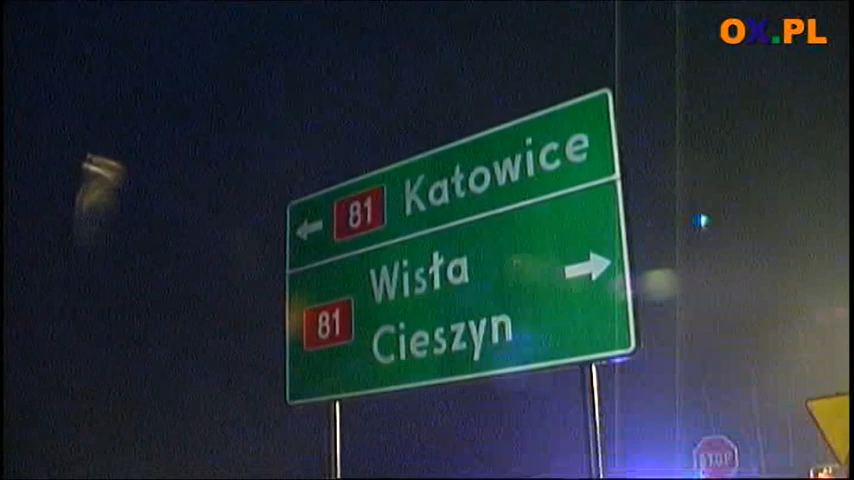 OX.PL
81 Katowice
Wisła
81
Cieszyn
STOP